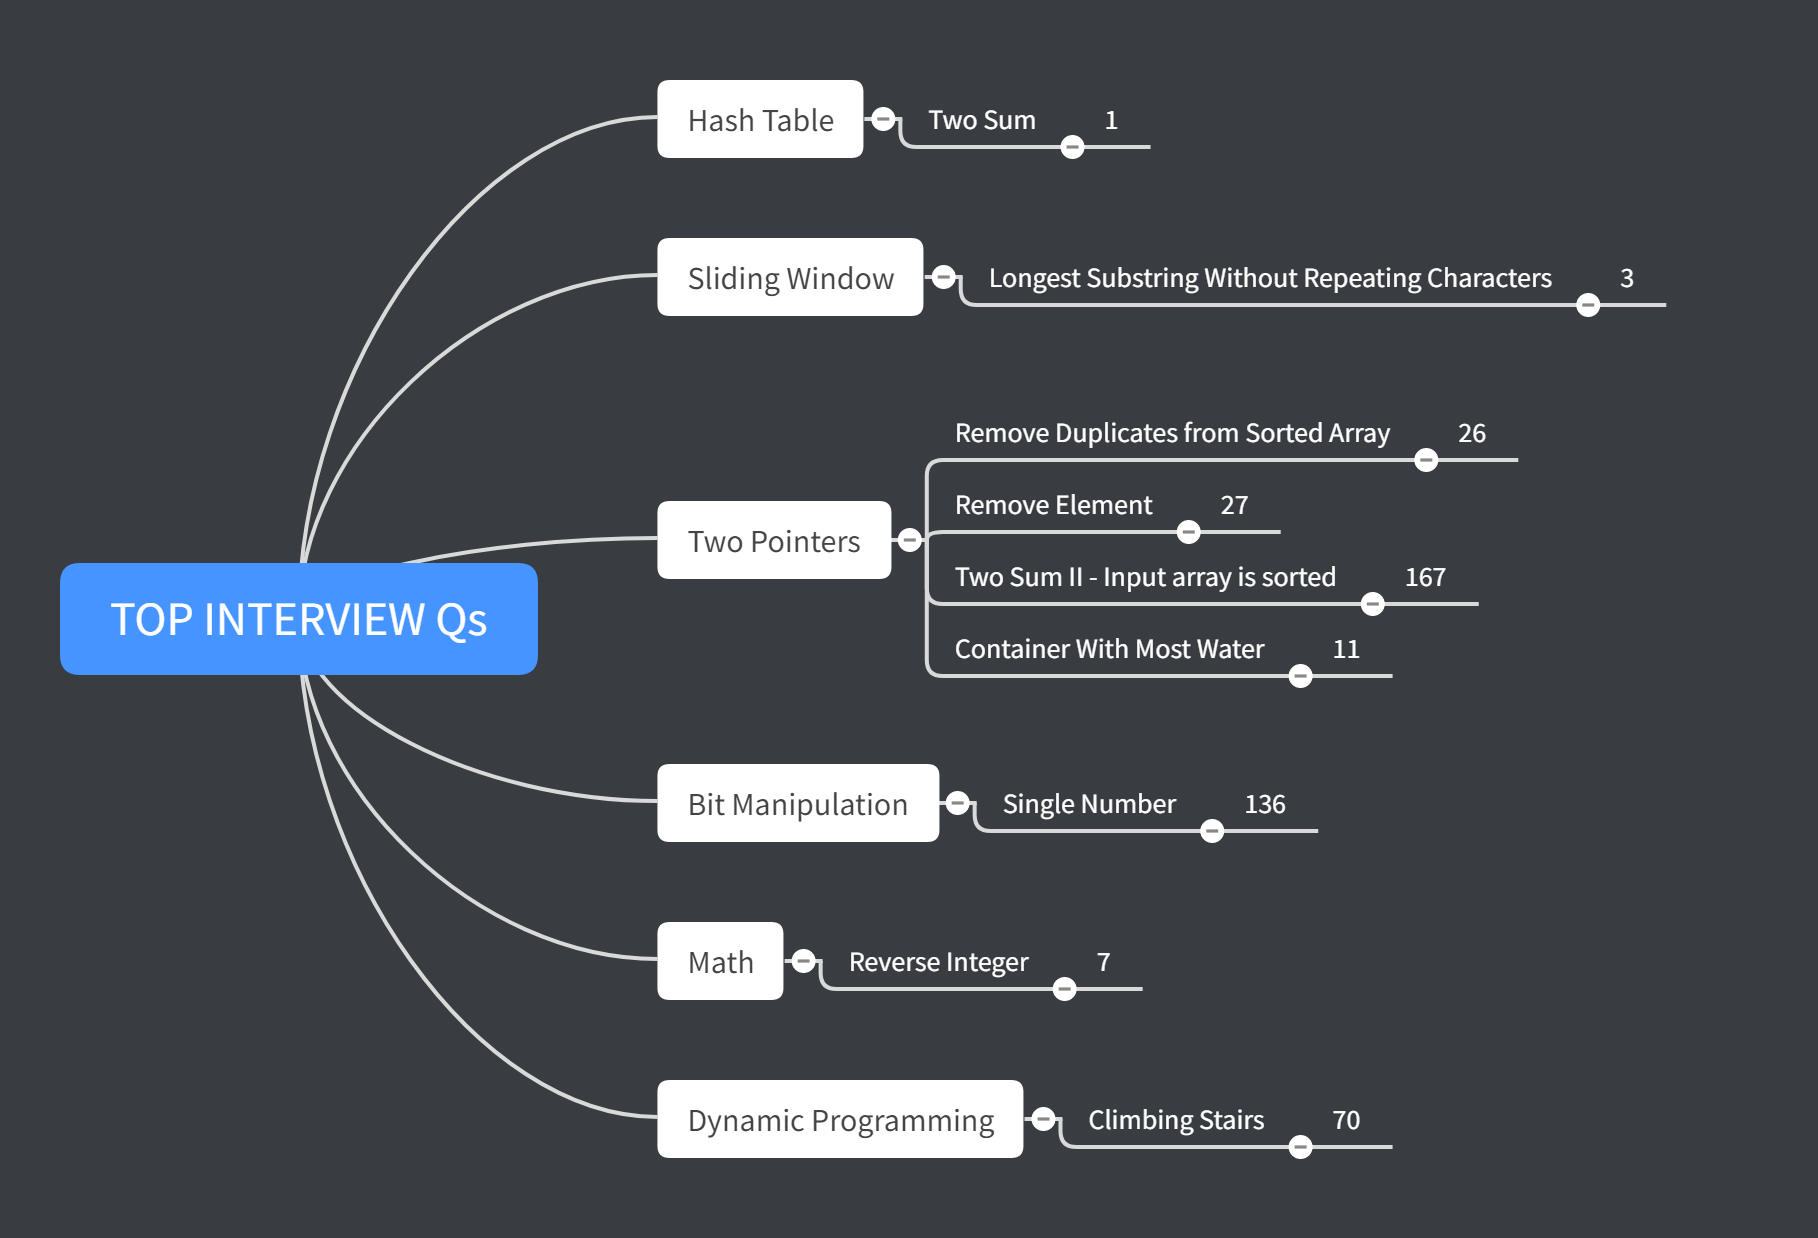 TOP INTERVIEW Qs
Hash Table
Two Sum 1
Sliding Window
Longest Substring Without Repeating Characters 3
Two Pointers
Remove Duplicates from Sorted Array 26
Remove Element 27
Two Sum II - Input array is sorted 167
Container With Most Water 11
Bit Manipulation
Single Number 136
Math
Reverse Integer 7
Dynamic Programming
Climbing Stairs 70